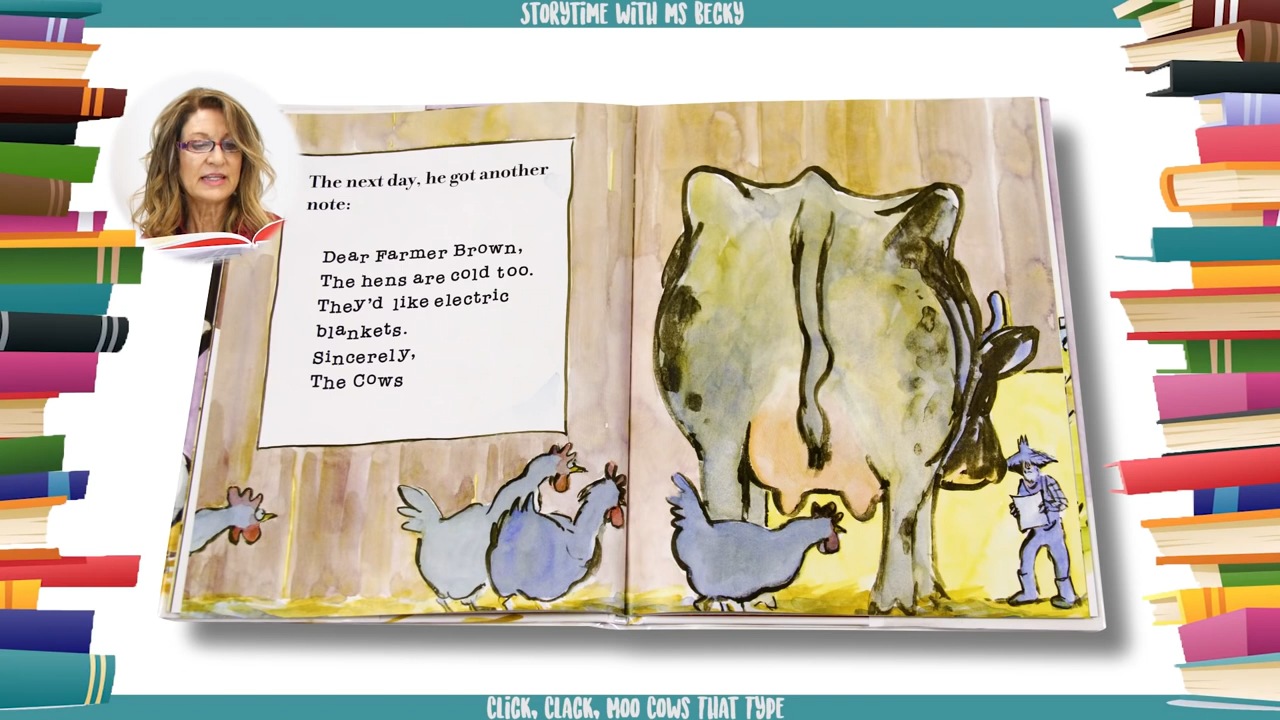 STORYTIME WITH MS BECKY
The next day, he got another
note:
Dear Farmer Brown,
The hens are cold too.
They'd like electric
blankets.
Sincerely,
The Cows
CLICK, CLACK, MOO COWS THAT TYPE